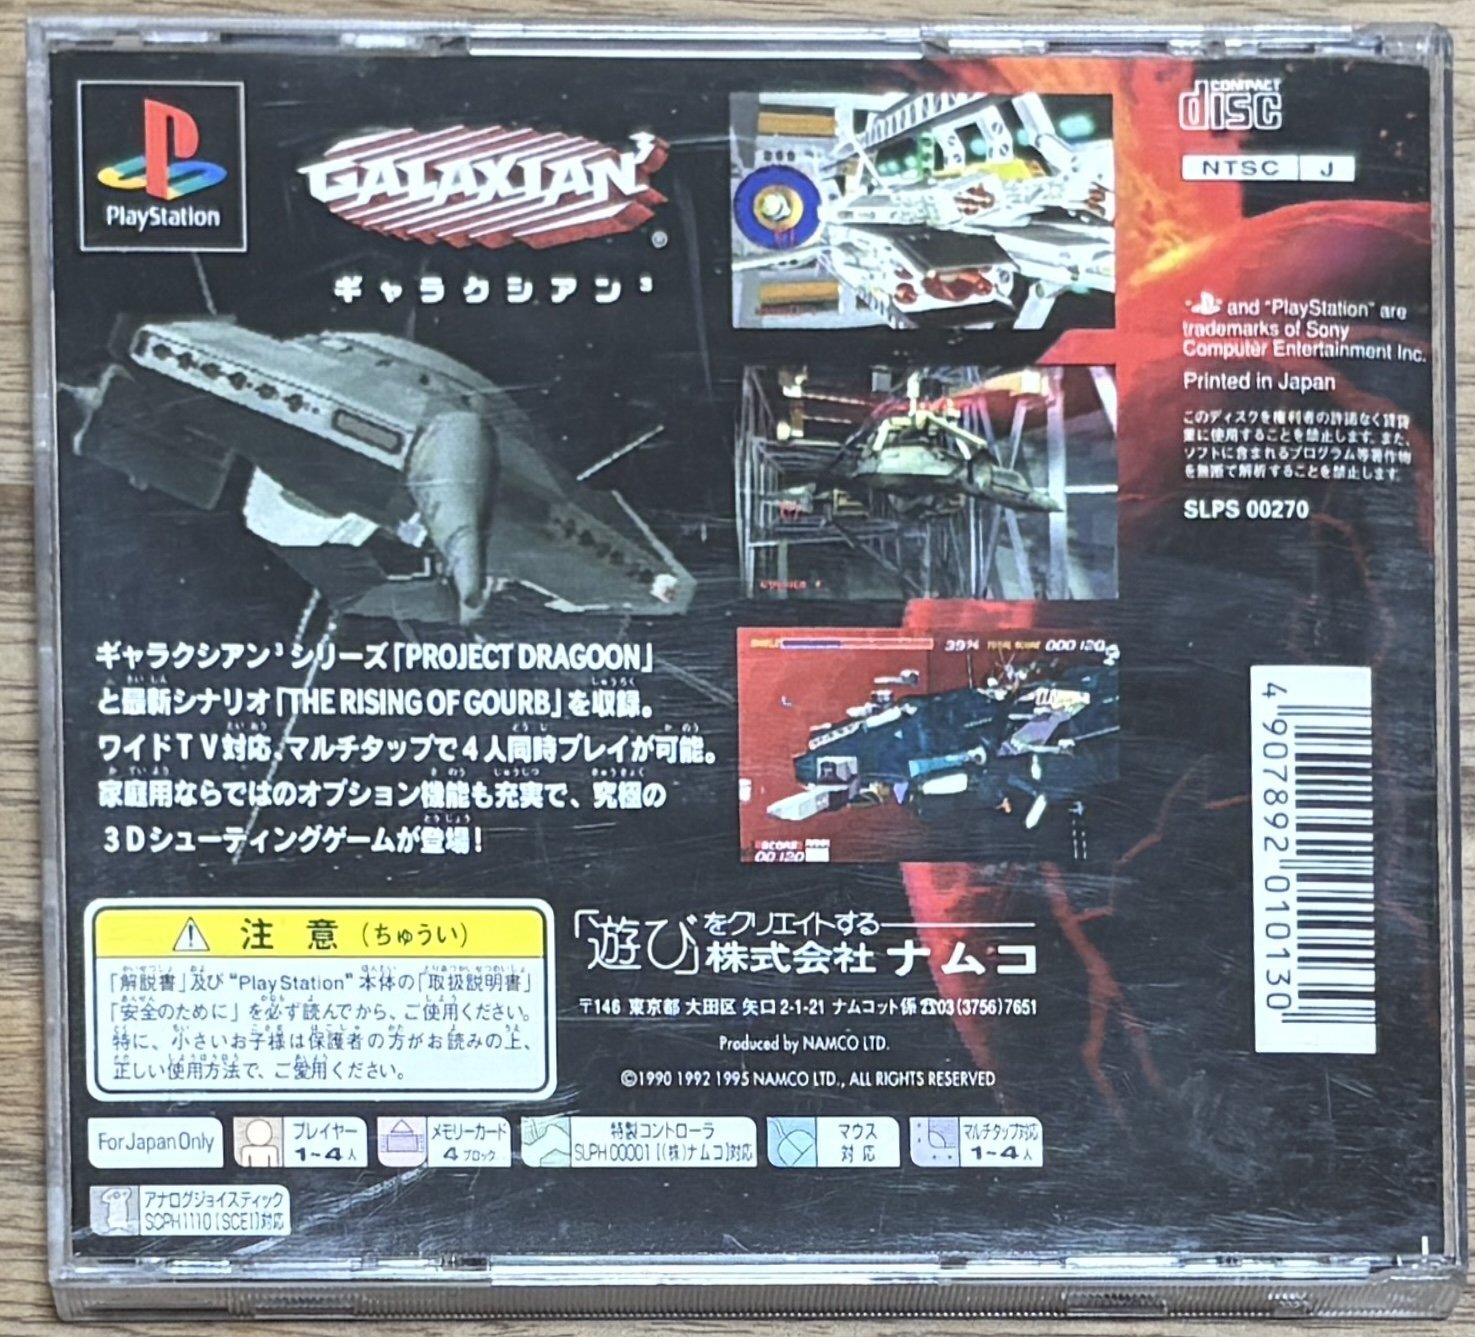 PlayStation
GALAXIAN³
®
ギャラクシアン³
COMPACT
disc
NTSC J
“ ” and “PlayStation” are
trademarks of Sony
Computer Entertainment Inc.
Printed in Japan
このディスクを権利者の許諾なく賃貸
業に使用することを禁止します。また、
ソフトに含まれるプログラム等著作物
を無断で解析することを禁止します。
SLPS 00270
39% TOTAL SCORE 000120
SCORE
00120
ギャラクシアン³シリーズ「PROJECT DRAGOON」
と最新シナリオ「THE RISING OF GOURB」を収録。
ワイドTV対応、マルチタップで4人同時プレイが可能。
家庭用ならではのオプション機能も充実で、究極の
3Dシューティングゲームが登場!
4 907892 010130
注意(ちゅうい)
「解説書」及び“PlayStation”本体の「取扱説明書」
「安全のために」を必ず読んでから、ご使用ください。
特に、小さいお子様は保護者の方がお読みの上、
正しい使用方法で、ご愛用ください。
「遊び」をクリエイトする
株式会社ナムコ
〒146 東京都 大田区 矢口 2-1-21 ナムコット係 ☎03(3756)7651
Produced by NAMCO LTD.
©1990 1992 1995 NAMCO LTD., ALL RIGHTS RESERVED
For Japan Only
プレイヤー
1~4人
メモリーカード
4ブロック
特製コントローラ
SLPH 00001 [(株)ナムコ]対応
マウス
対応
マルチタップ対応
1~4人
アナログジョイスティック
SCPH 1110 [SCEI]対応